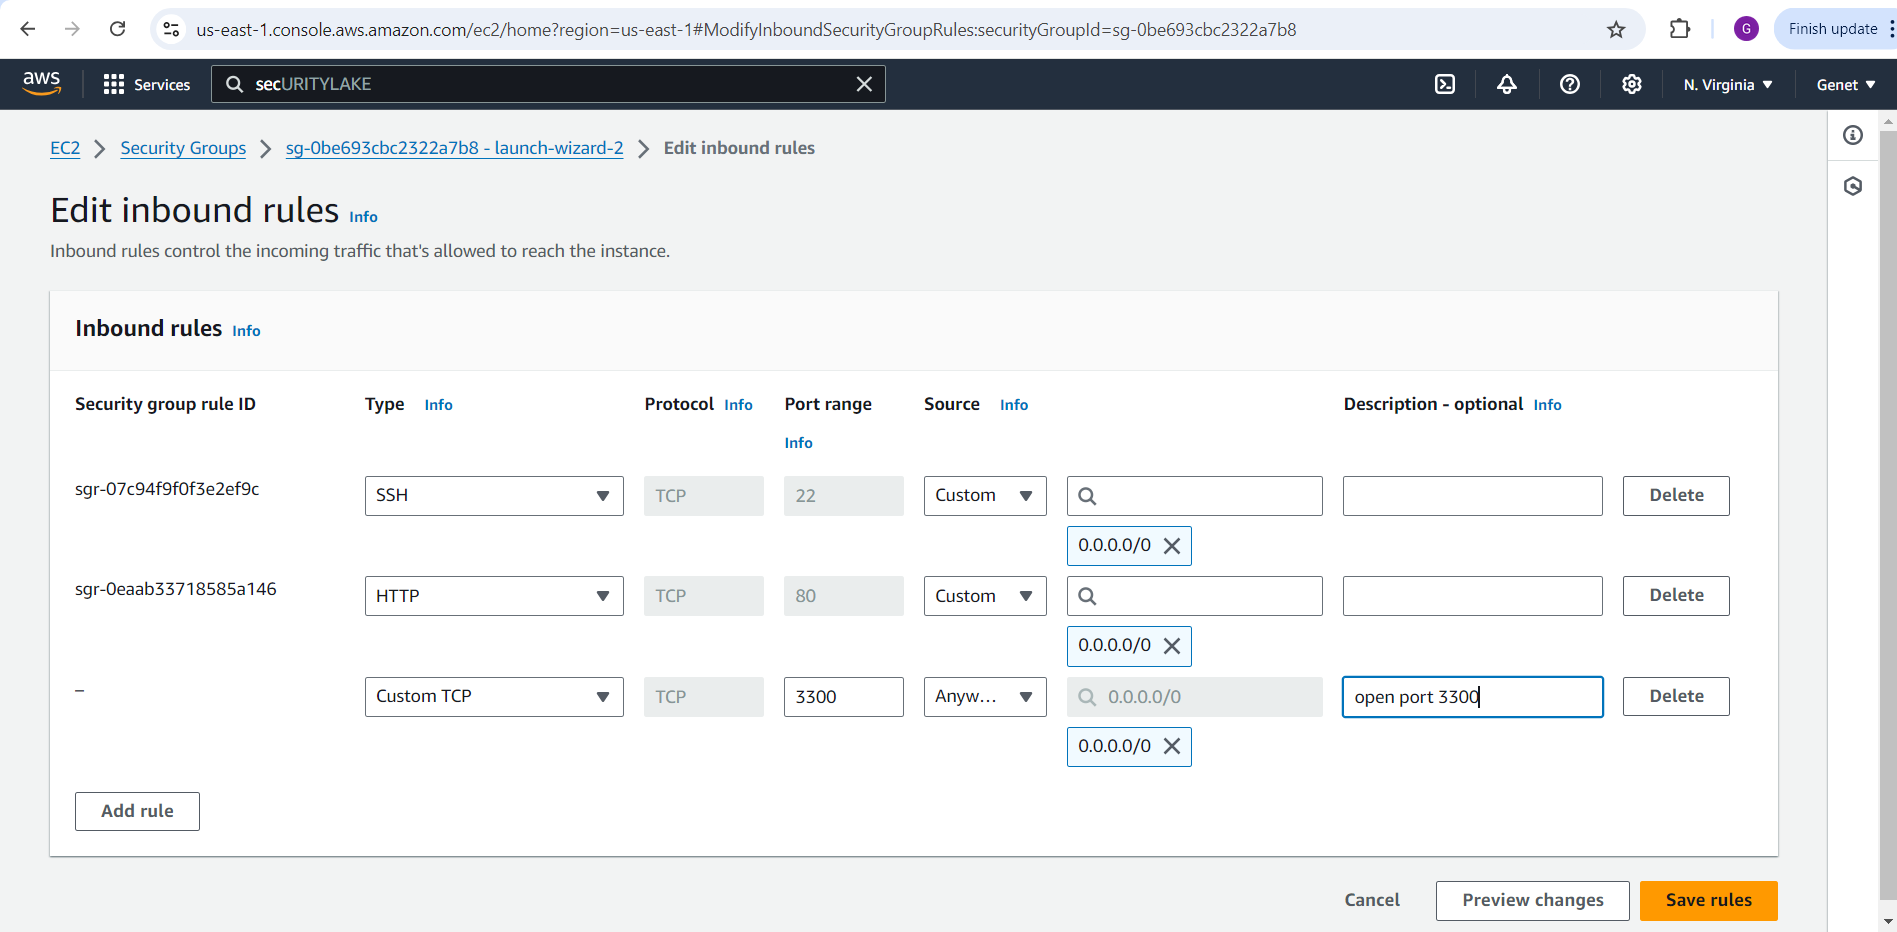 us-east-1.console.aws.amazon.com/ec2/home?region=us-east-1#ModifyInboundSecurityGroupRules:securityGroupId=sg-0be693cbc2322a7b8
G
Finish update
aws
Services
secURITYLAKE
N. Virginia
Genet
EC2 Security Groups sg-0be693cbc2322a7b8 - launch-wizard-2 Edit inbound rules
Edit inbound rules Info
Inbound rules control the incoming traffic that's allowed to reach the instance.
Inbound rules Info
Security group rule ID Type Info Protocol Info Port range Source Info Description - optional Info
Info
sgr-07c94f9f0f3e2ef9c SSH TCP 22 Custom Delete
0.0.0.0/0
sgr-0eaab33718585a146 HTTP TCP 80 Custom Delete
0.0.0.0/0
– Custom TCP TCP 3300 Anyw... 0.0.0.0/0 open port 3300 Delete
0.0.0.0/0
Add rule
Cancel Preview changes Save rules